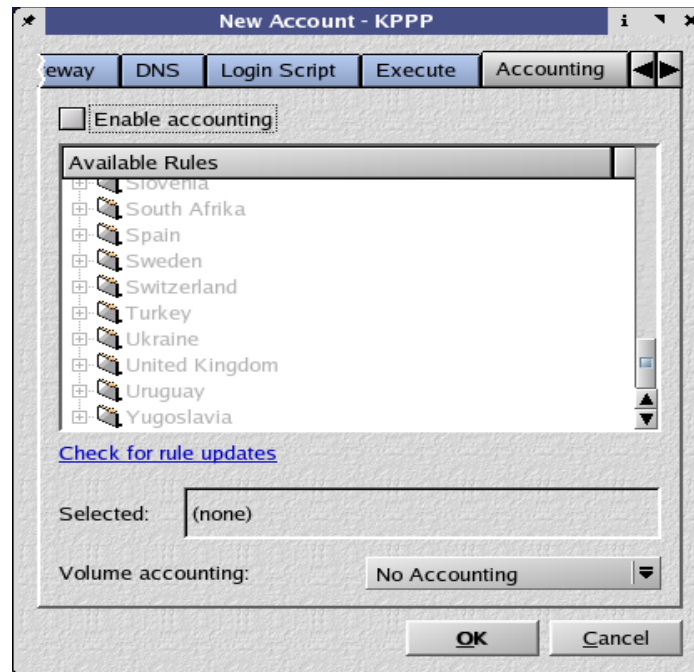 New Account - KPPP
eway DNS Login Script Execute Accounting
Enable accounting
Available Rules
Slovenia
South Afrika
Spain
Sweden
Switzerland
Turkey
Ukraine
United Kingdom
Uruguay
Yugoslavia
Check for rule updates
Selected: (none)
Volume accounting: No Accounting
OK Cancel